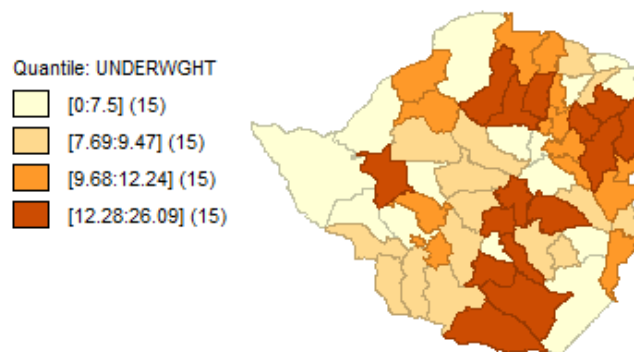 Quantile: UNDERWGHT
[0:7.5] (15)
[7.69:9.47] (15)
[9.68:12.24] (15)
[12.28:26.09] (15)